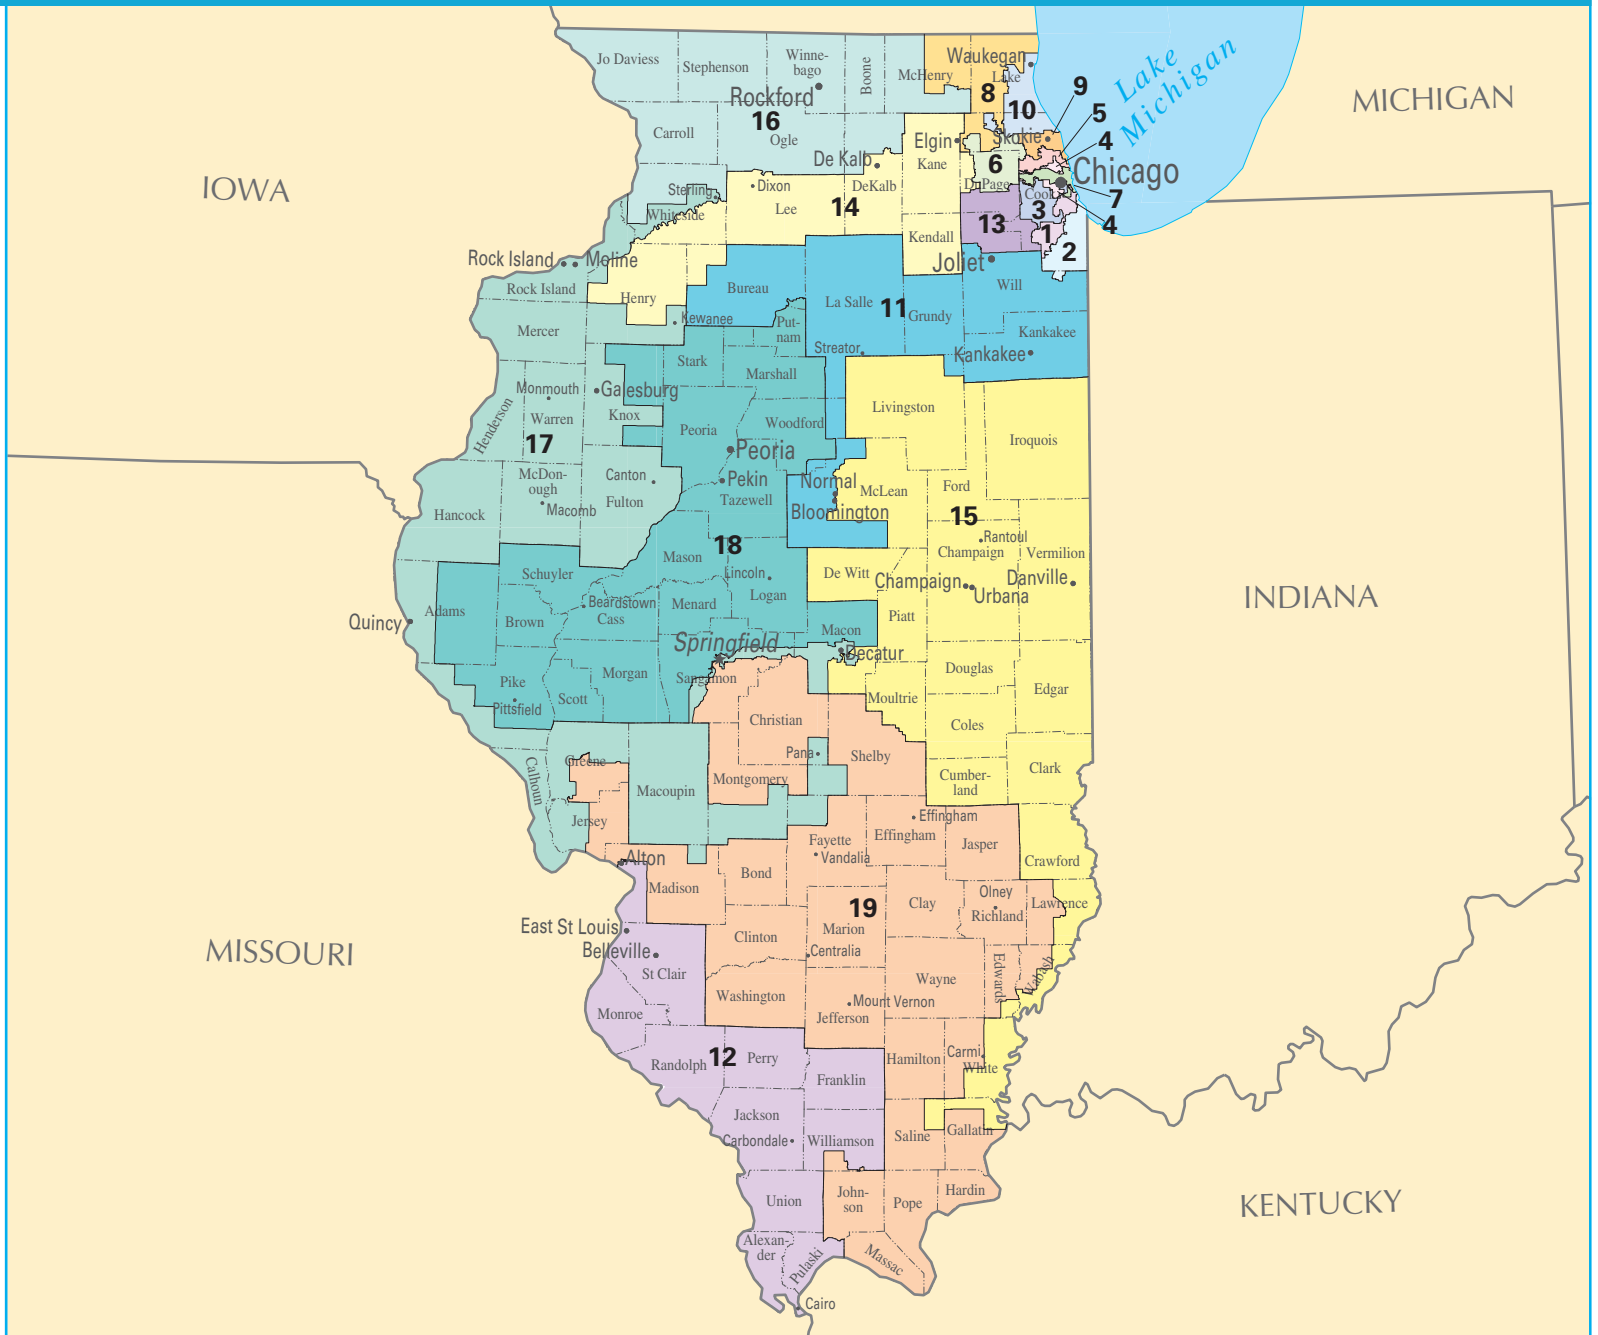 Jo Daviess
Stephenson
Winne-
bago
Boone
McHenry
Waukegan
Lake
Lake
Michigan
MICHIGAN
Rockford
16
8
10
9
5
4
Carroll
Ogle
Elgin
Skokie
Chicago
De Kalb
Kane
6
IOWA
Sterling
Dixon
DeKalb
DuPage
Cook
7
Whiteside
Lee
14
13
3
4
1
2
Kendall
Rock Island
Moline
Joliet
Rock Island
Henry
Bureau
La Salle
11
Grundy
Will
Mercer
Kewanee
Put-
nam
Kankakee
Streator
Kankakee
Stark
Marshall
Monmouth
Galesburg
Henderson
Warren
Knox
Livingston
17
Peoria
Woodford
Iroquois
Peoria
McDon-
ough
Canton
Pekin
Normal
McLean
Ford
Hancock
Macomb
Fulton
Tazewell
Bloomington
15
18
Rantoul
Champaign
Vermilion
Mason
Schuyler
Lincoln
De Witt
Champaign
Urbana
Danville
INDIANA
Adams
Beardstown
Cass
Menard
Logan
Quincy
Brown
Macon
Piatt
Springfield
Decatur
Morgan
Sangamon
Douglas
Pike
Scott
Moultrie
Edgar
Pittsfield
Christian
Coles
Greene
Pana
Shelby
Calhoun
Macoupin
Montgomery
Cumber-
land
Clark
Jersey
Effingham
Fayette
Effingham
Jasper
Alton
Vandalia
Crawford
Madison
Bond
Olney
Clay
Richland
Lawrence
19
East St Louis
Marion
MISSOURI
Belleville
Clinton
Centralia
St Clair
Wayne
Edwards
Wabash
Washington
Mount Vernon
Monroe
Jefferson
Randolph
12
Perry
Hamilton
Carmi
White
Franklin
Jackson
Saline
Gallatin
Carbondale
Williamson
Union
John-
son
Pope
Hardin
KENTUCKY
Alexan-
der
Pulaski
Massac
Cairo